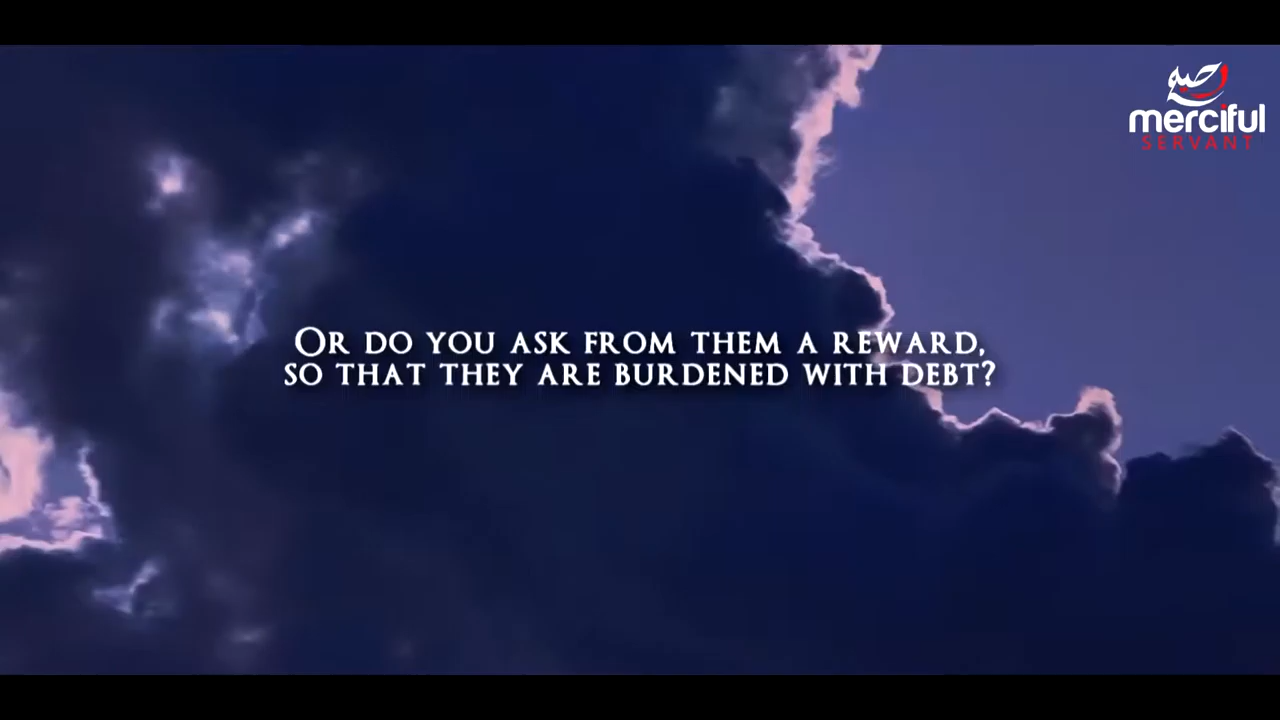 merciful
SERVANT
OR DO YOU ASK FROM THEM A REWARD,
SO THAT THEY ARE BURDENED WITH DEBT?